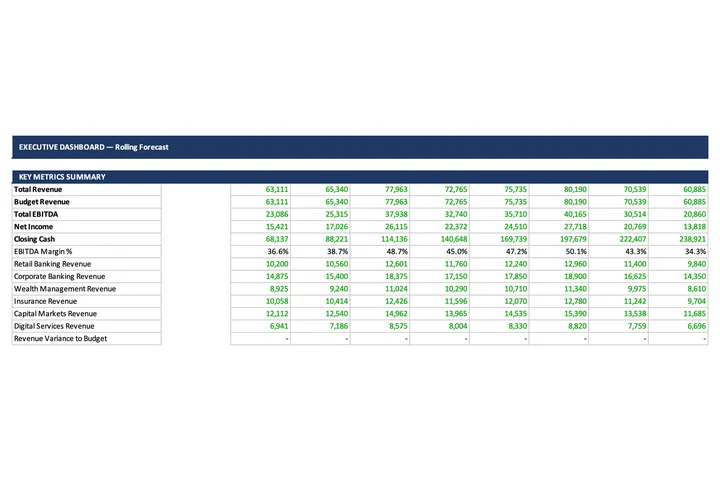 EXECUTIVE DASHBOARD — Rolling Forecast
KEY METRICS SUMMARY
Total Revenue 63,111 65,340 77,963 72,765 75,735 80,190 70,539 60,885
Budget Revenue 63,111 65,340 77,963 72,765 75,735 80,190 70,539 60,885
Total EBITDA 23,086 25,315 37,938 32,740 35,710 40,165 30,514 20,860
Net Income 15,421 17,026 26,115 22,372 24,510 27,718 20,769 13,818
Closing Cash 68,137 88,221 114,136 140,648 169,739 197,679 222,407 238,921
EBITDA Margin % 36.6% 38.7% 48.7% 45.0% 47.2% 50.1% 43.3% 34.3%
Retail Banking Revenue 10,200 10,560 12,601 11,760 12,240 12,960 11,400 9,840
Corporate Banking Revenue 14,875 15,400 18,375 17,150 17,850 18,900 16,625 14,350
Wealth Management Revenue 8,925 9,240 11,024 10,290 10,710 11,340 9,975 8,610
Insurance Revenue 10,058 10,414 12,426 11,596 12,070 12,780 11,242 9,704
Capital Markets Revenue 12,112 12,540 14,962 13,965 14,535 15,390 13,538 11,685
Digital Services Revenue 6,941 7,186 8,575 8,004 8,330 8,820 7,759 6,696
Revenue Variance to Budget - - - - - - - -